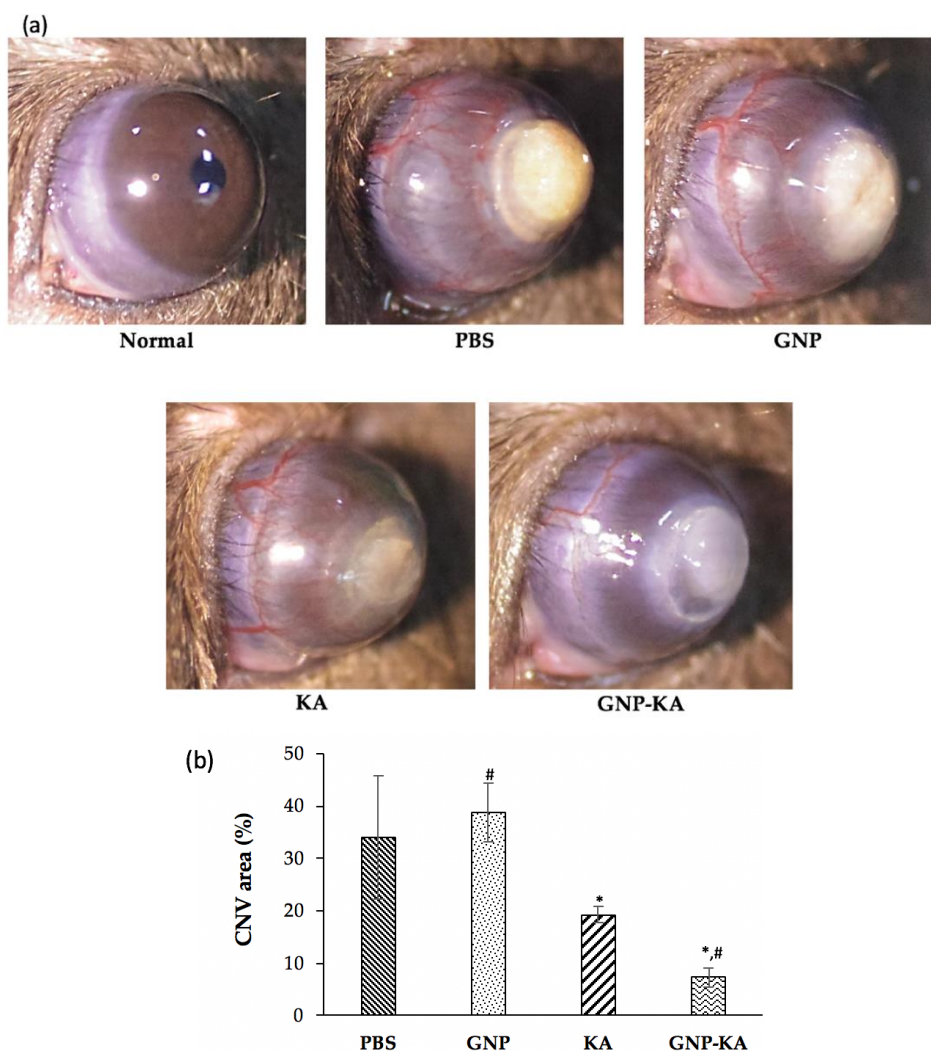 (a)
Normal PBS GNP
KA GNP-KA
(b)
CNV area (%)
50
40
30
20
10
0
#
*
*,#
PBS GNP KA GNP-KA